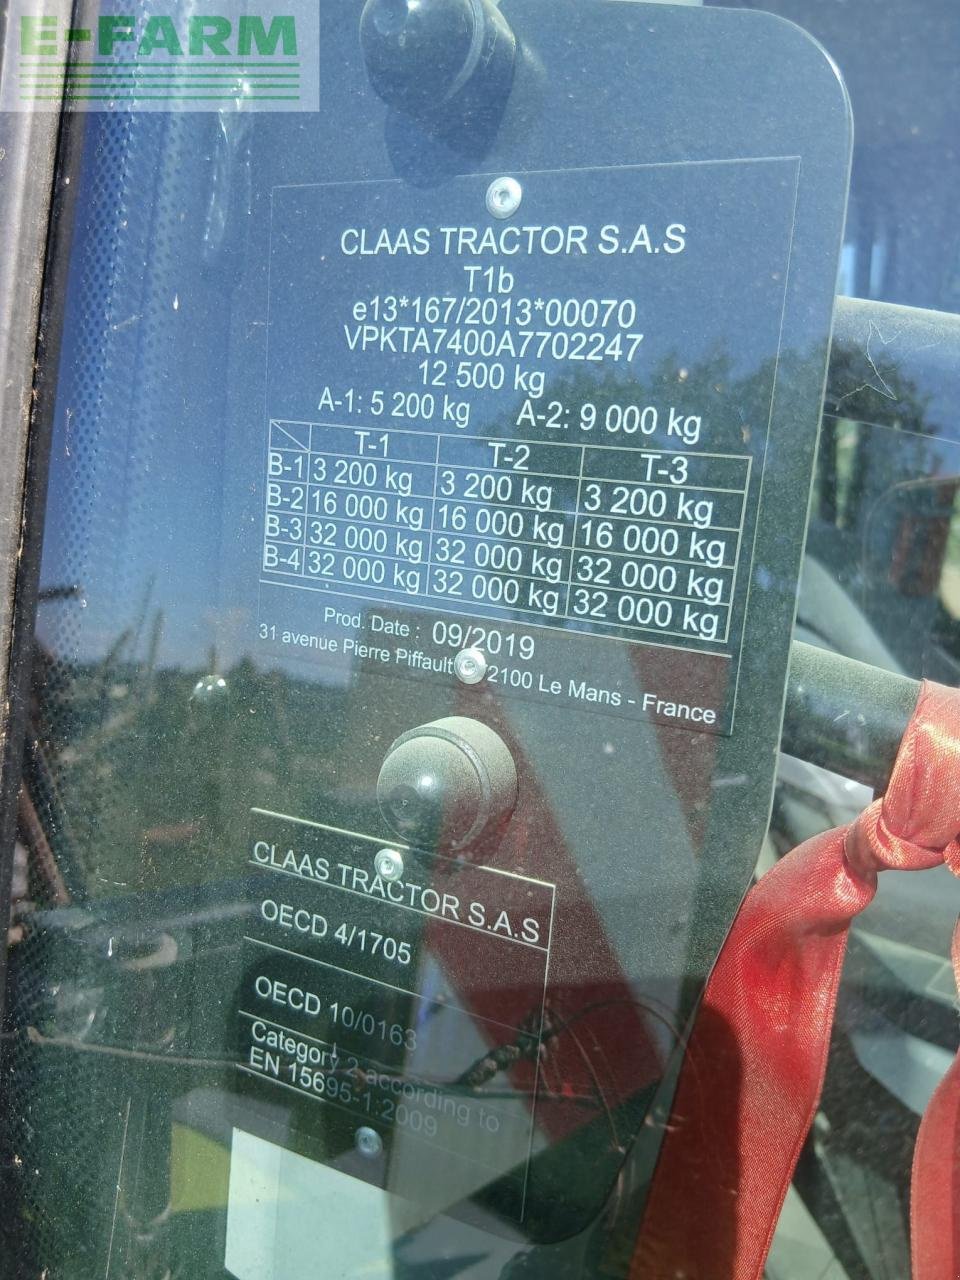 E-FARM
CLAAS TRACTOR S.A.S
T1b
e13*167/2013*00070
VPKTA7400A7702247
12 500 kg
A-1: 5 200 kg A-2: 9 000 kg
T-1 T-2 T-3
B-1 3 200 kg 3 200 kg 3 200 kg
B-2 16 000 kg 16 000 kg 16 000 kg
B-3 32 000 kg 32 000 kg 32 000 kg
B-4 32 000 kg 32 000 kg 32 000 kg
Prod. Date : 09/2019
31 avenue Pierre Piffault 2100 Le Mans - France
CLAAS TRACTOR S.A.S
OECD 4/1705
OECD 10/0163
Category 2 according to
EN 15695-1:2009